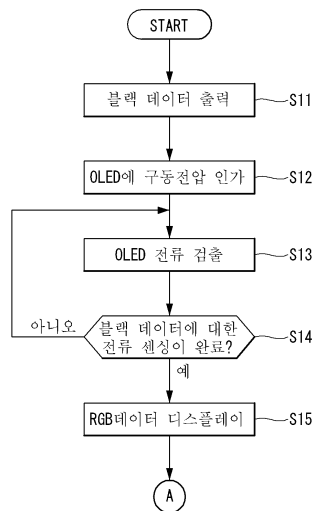 START
블랙 데이터 출력
S11
OLED에 구동전압 인가
S12
OLED 전류 검출
S13
블랙 데이터에 대한
전류 센싱이 완료?
S14
아니오
예
RGB데이터 디스플레이
S15
A